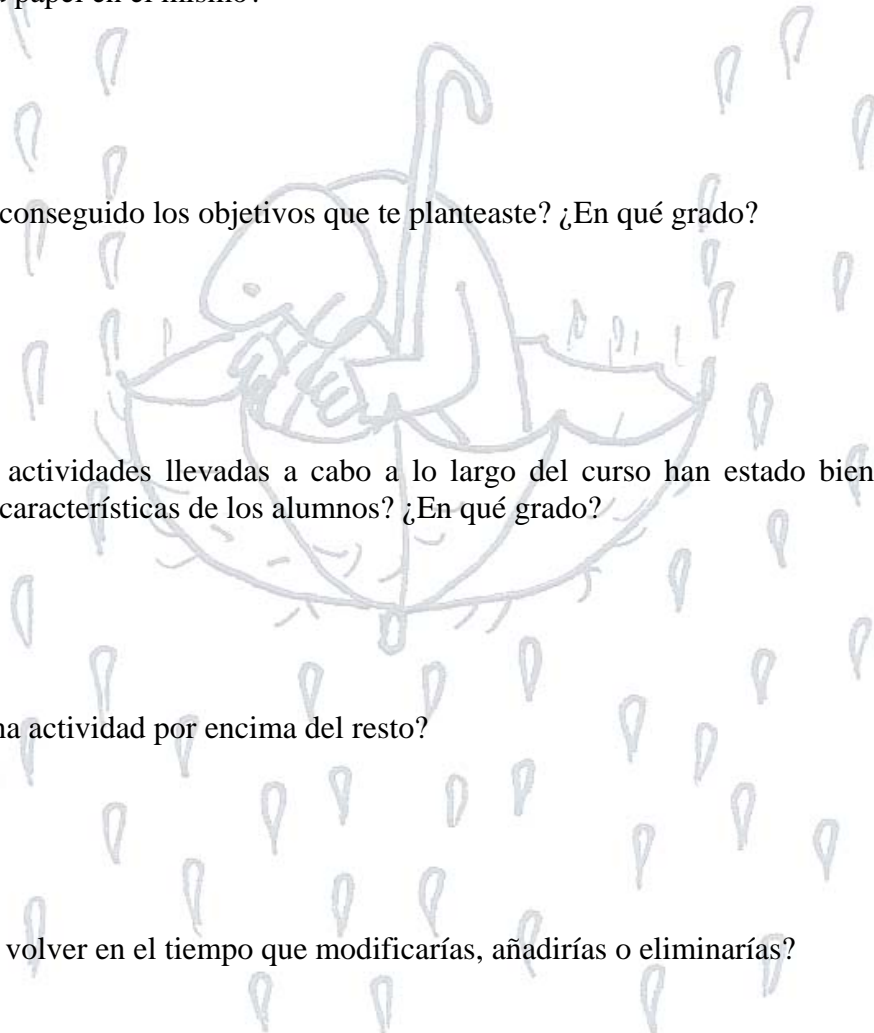 papel en el mismo?
conseguido los objetivos que te planteaste? ¿En qué grado?
actividades llevadas a cabo a lo largo del curso han estado bien
características de los alumnos? ¿En qué grado?
na actividad por encima del resto?
volver en el tiempo que modificarías, añadirías o eliminarías?